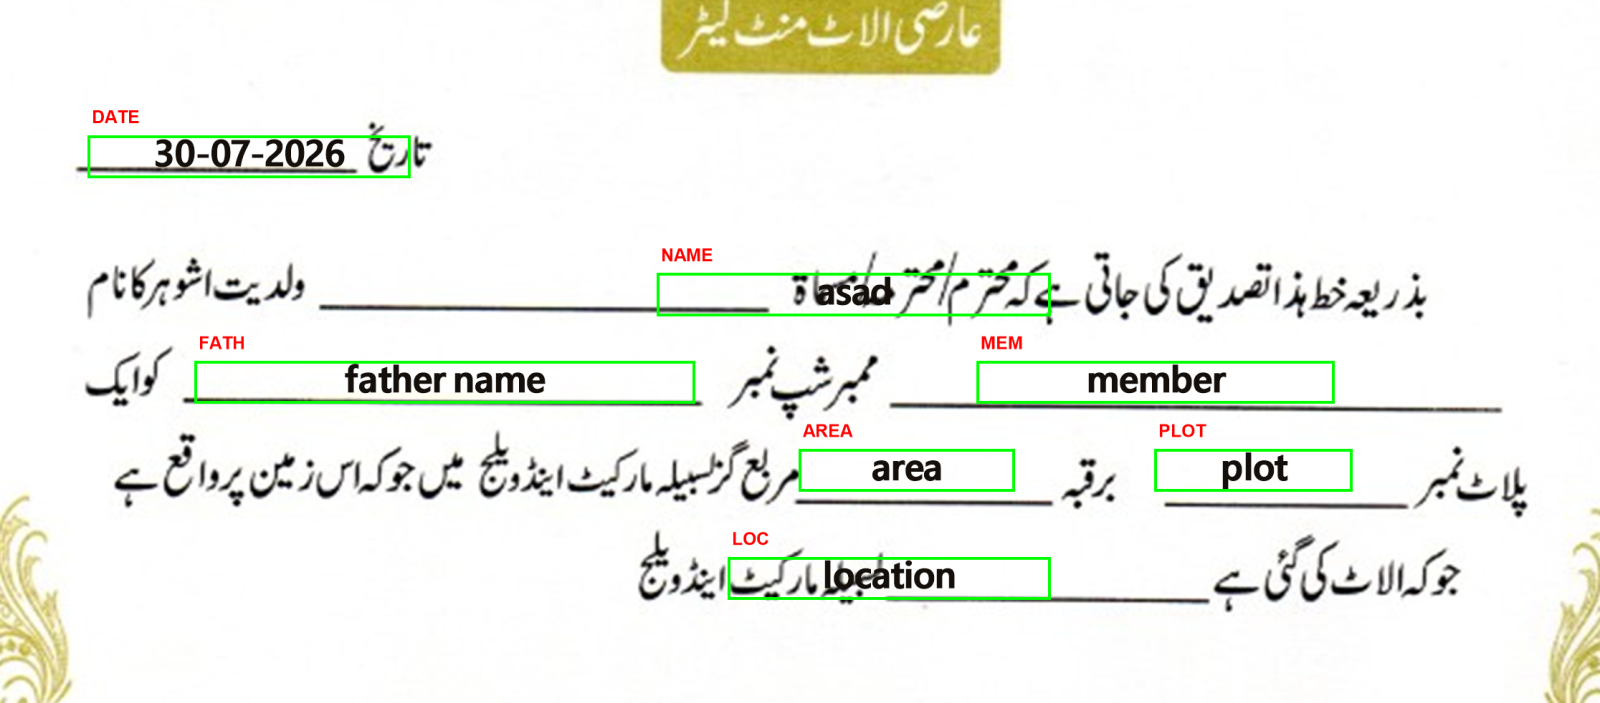 عارضی الاٹ منٹ لیٹر
DATE
تاریخ 30-07-2026
NAME
بذریعہ خط ہذا تصدیق کی جاتی ہے کہ محترم/محترمہ/مسماۃ asad ولدیت اشوہر کا نام
FATH MEM
member ممبر شپ نمبر father name کو ایک
AREA PLOT
پلاٹ نمبر plot برقبہ area مربع گز لسبیلہ مارکیٹ اینڈ ویلج میں جو کہ اس زمین پر واقع ہے
LOC
جو کہ الاٹ کی گئی ہے location لسبیلہ مارکیٹ اینڈ ویلج